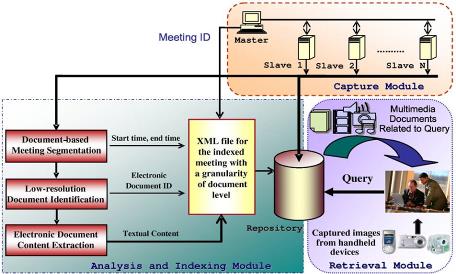 Meeting ID
Master
Slave 1
Slave 2
..........
Slave N
Capture Module
Document-based
Meeting Segmentation
Start time, end time
Low-resolution
Document Identification
Electronic
Document ID
Electronic Document
Content Extraction
Textual Content
XML file for
the indexed
meeting with
a granularity
of document
level
Repository
Analysis and Indexing Module
Multimedia
Documents
Related to Query
Query
Captured images
from handheld
devices
Retrieval Module